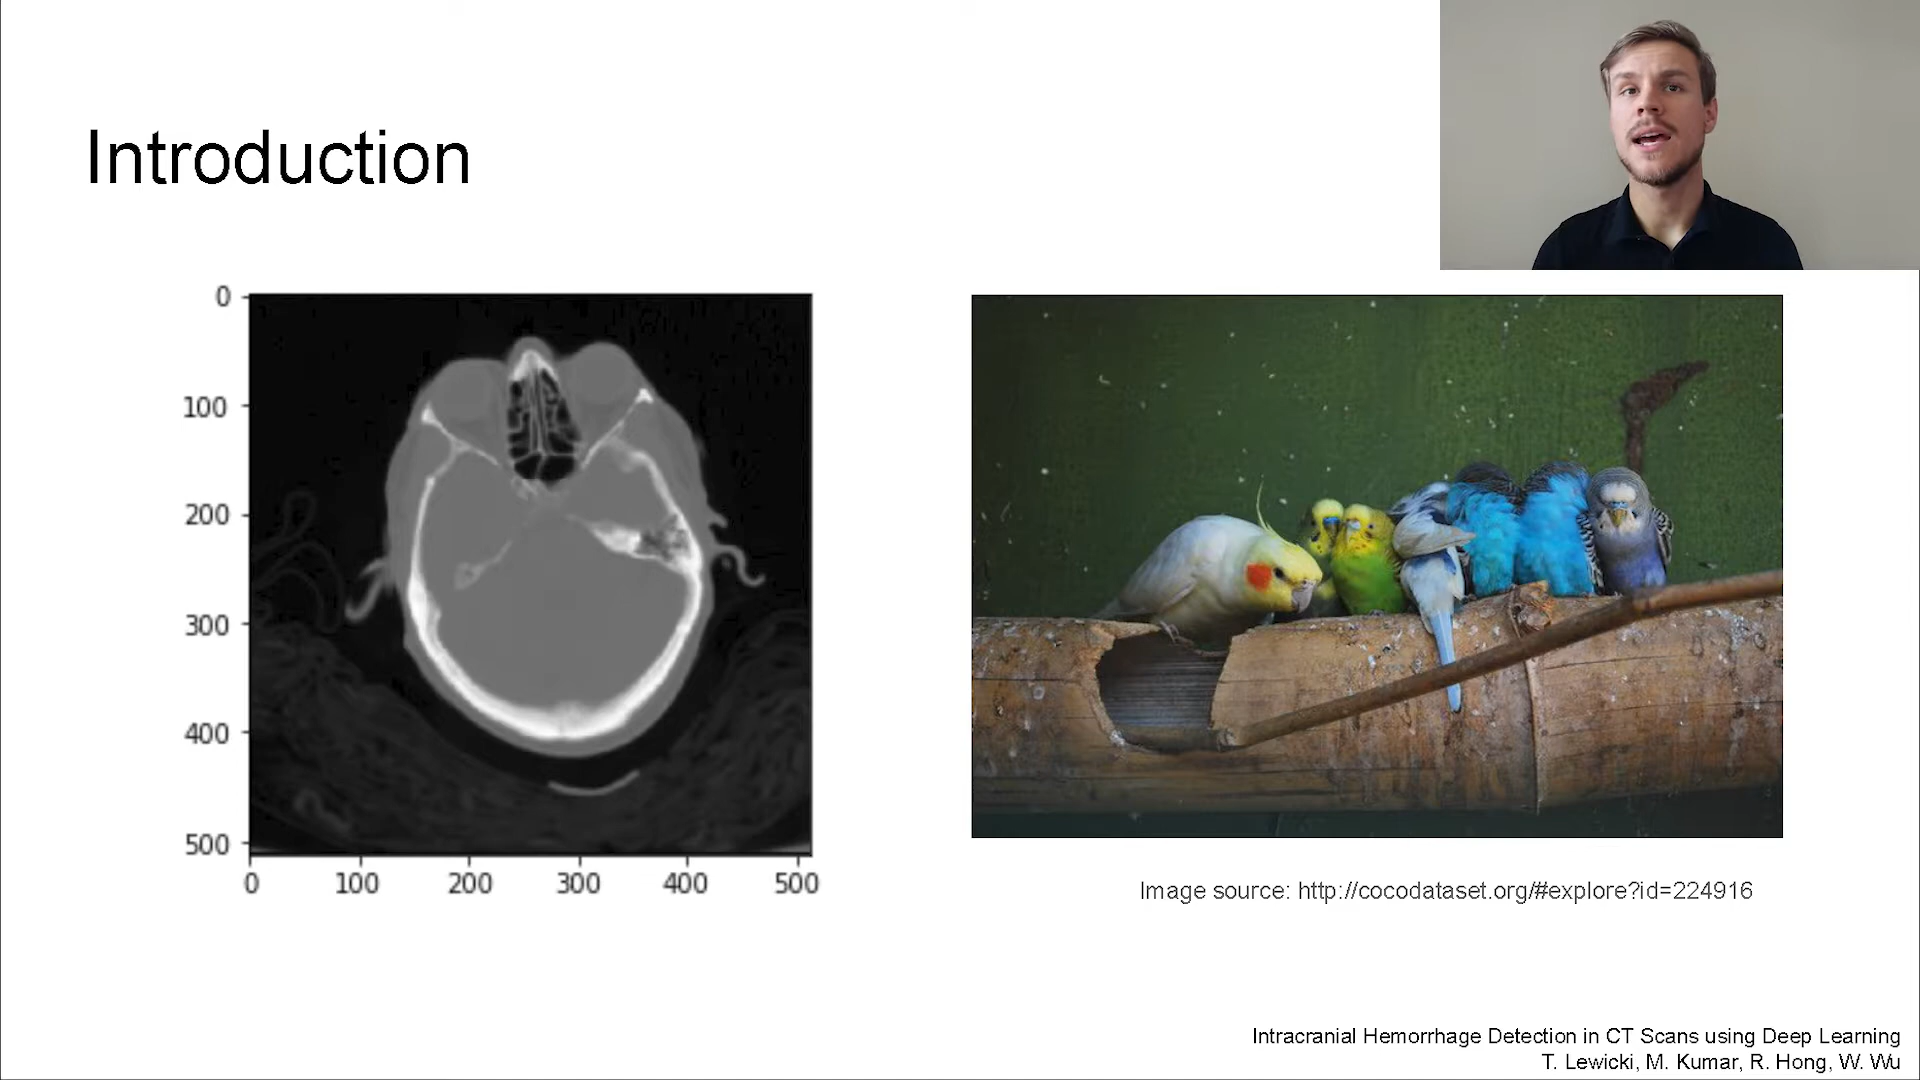 Introduction
0
100
200
300
400
500
0 100 200 300 400 500
Image source: http://cocodataset.org/#explore?id=224916
Intracranial Hemorrhage Detection in CT Scans using Deep Learning
T. Lewicki, M. Kumar, R. Hong, W. Wu